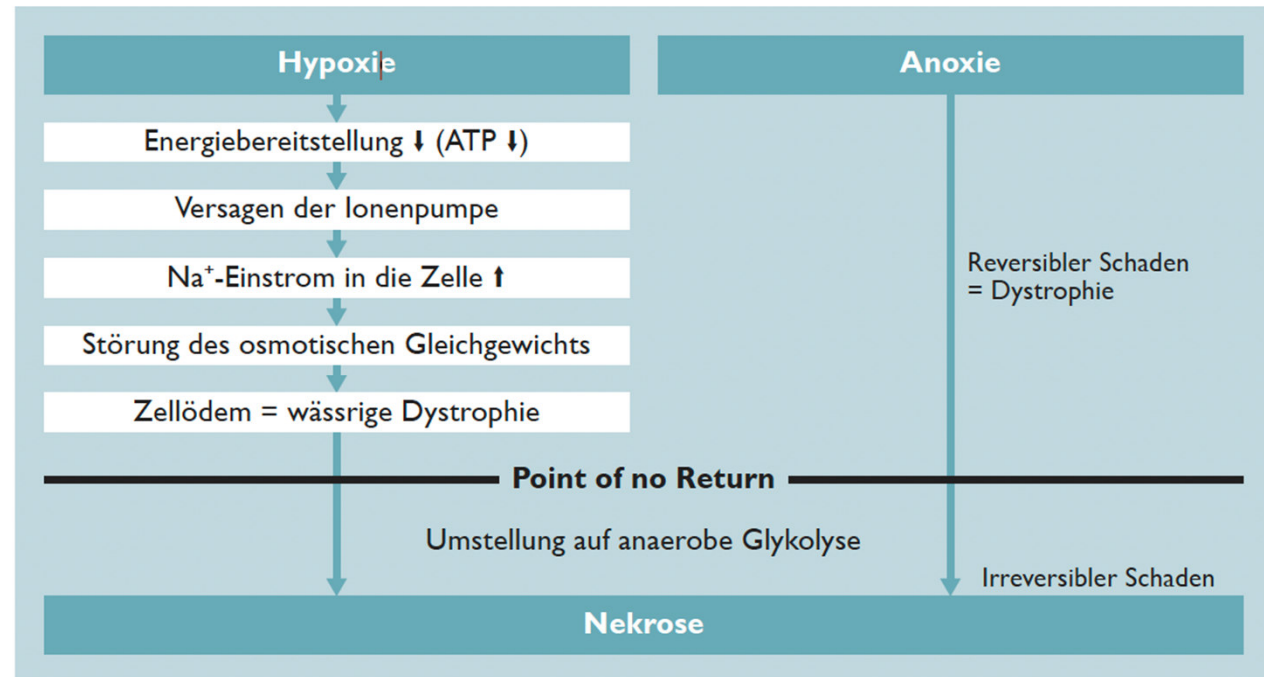 Hypoxie
Anoxie
Energiebereitstellung ⬇ (ATP ⬇)
Versagen der Ionenpumpe
Na⁺-Einstrom in die Zelle ⬆
Störung des osmotischen Gleichgewichts
Zellödem = wässrige Dystrophie
Reversibler Schaden
= Dystrophie
Point of no Return
Umstellung auf anaerobe Glykolyse
Irreversibler Schaden
Nekrose